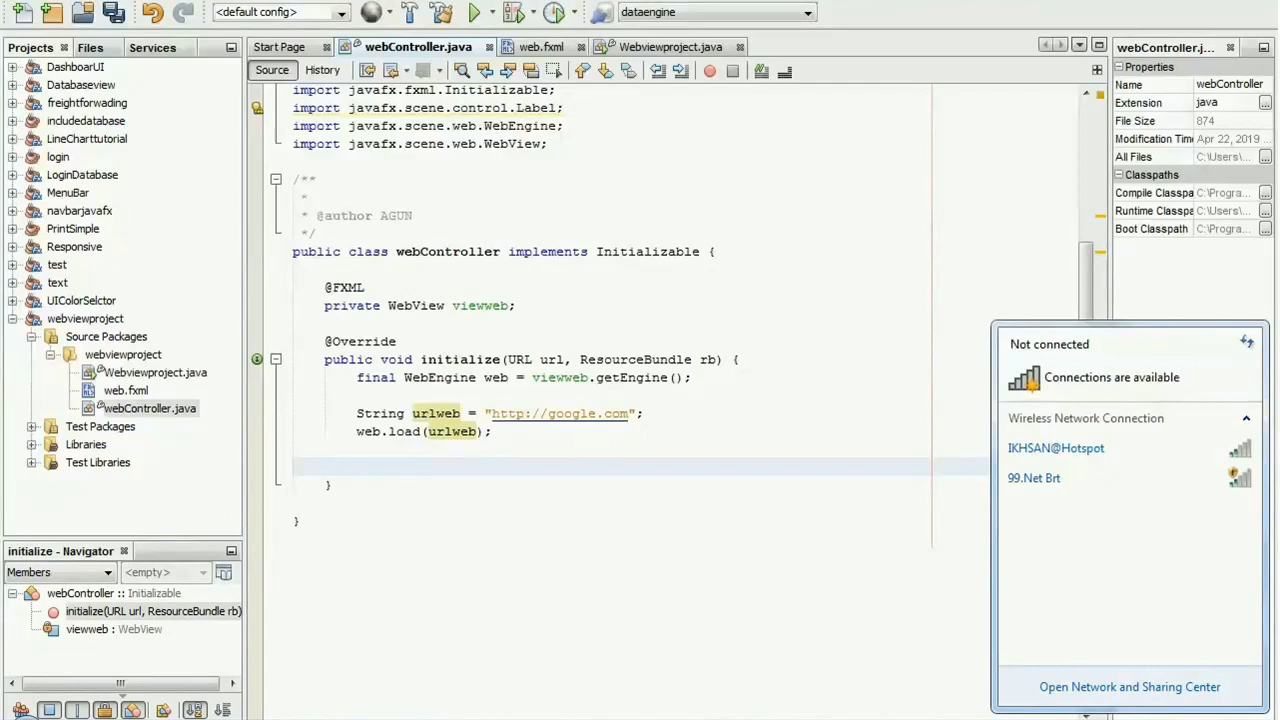 <default config>
dataengine
Projects
Files
Services
Start Page
webController.java
web.fxml
Webviewproject.java
Source
History
DashboarUI
Databaseview
freightforwading
includedatabase
LineCharttutorial
login
LoginDatabase
MenuBar
navbarjavafx
PrintSimple
Responsive
test
text
UIColorSelctor
webviewproject
Source Packages
webviewproject
Webviewproject.java
web.fxml
webController.java
Test Packages
Libraries
Test Libraries
initialize - Navigator
Members
<empty>
webController :: Initializable
initialize(URL url, ResourceBundle rb)
viewweb : WebView
import javafx.fxml.Initializable;
import javafx.scene.control.Label;
import javafx.scene.web.WebEngine;
import javafx.scene.web.WebView;
/**
*
* @author AGUN
*/
public class webController implements Initializable {
@FXML
private WebView viewweb;
@Override
public void initialize(URL url, ResourceBundle rb) {
final WebEngine web = viewweb.getEngine();
String urlweb = "http://google.com";
web.load(urlweb);
}
}
webController.j...
Properties
Name webController
Extension java
File Size 874
Modification Time Apr 22, 2019
All Files C:\Users\...
Classpaths
Compile Classpa C:\Progra...
Runtime Classpa C:\Users\...
Boot Classpath C:\Progra...
Not connected
Connections are available
Wireless Network Connection
IKHSAN@Hotspot
99.Net Brt
Open Network and Sharing Center